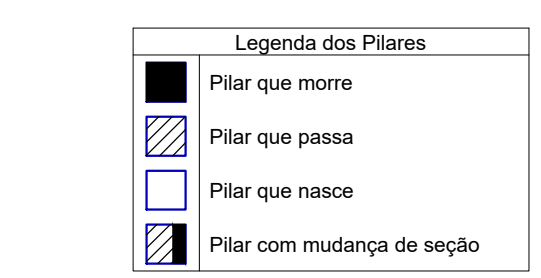 Legenda dos Pilares
Pilar que morre
Pilar que passa
Pilar que nasce
Pilar com mudança de seção